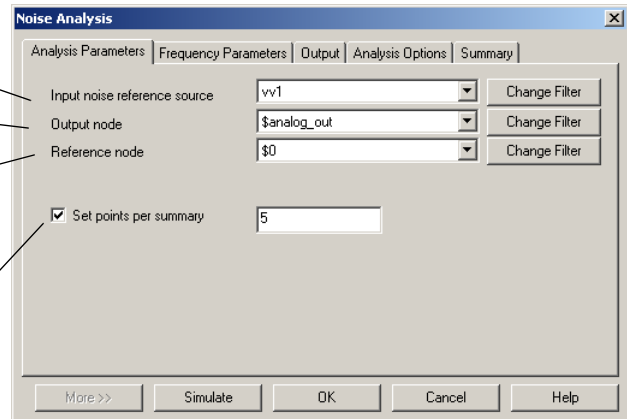 Noise Analysis
Analysis Parameters Frequency Parameters Output Analysis Options Summary
Input noise reference source vv1 Change Filter
Output node $analog_out Change Filter
Reference node $0 Change Filter
Set points per summary 5
More >> Simulate OK Cancel Help